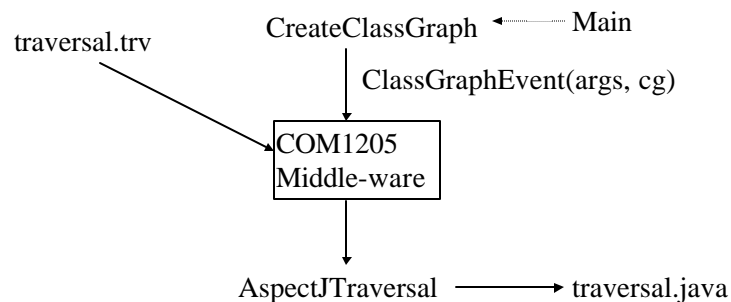 CreateClassGraph
Main
traversal.trv
ClassGraphEvent(args, cg)
COM1205
Middle-ware
AspectJTraversal
traversal.java